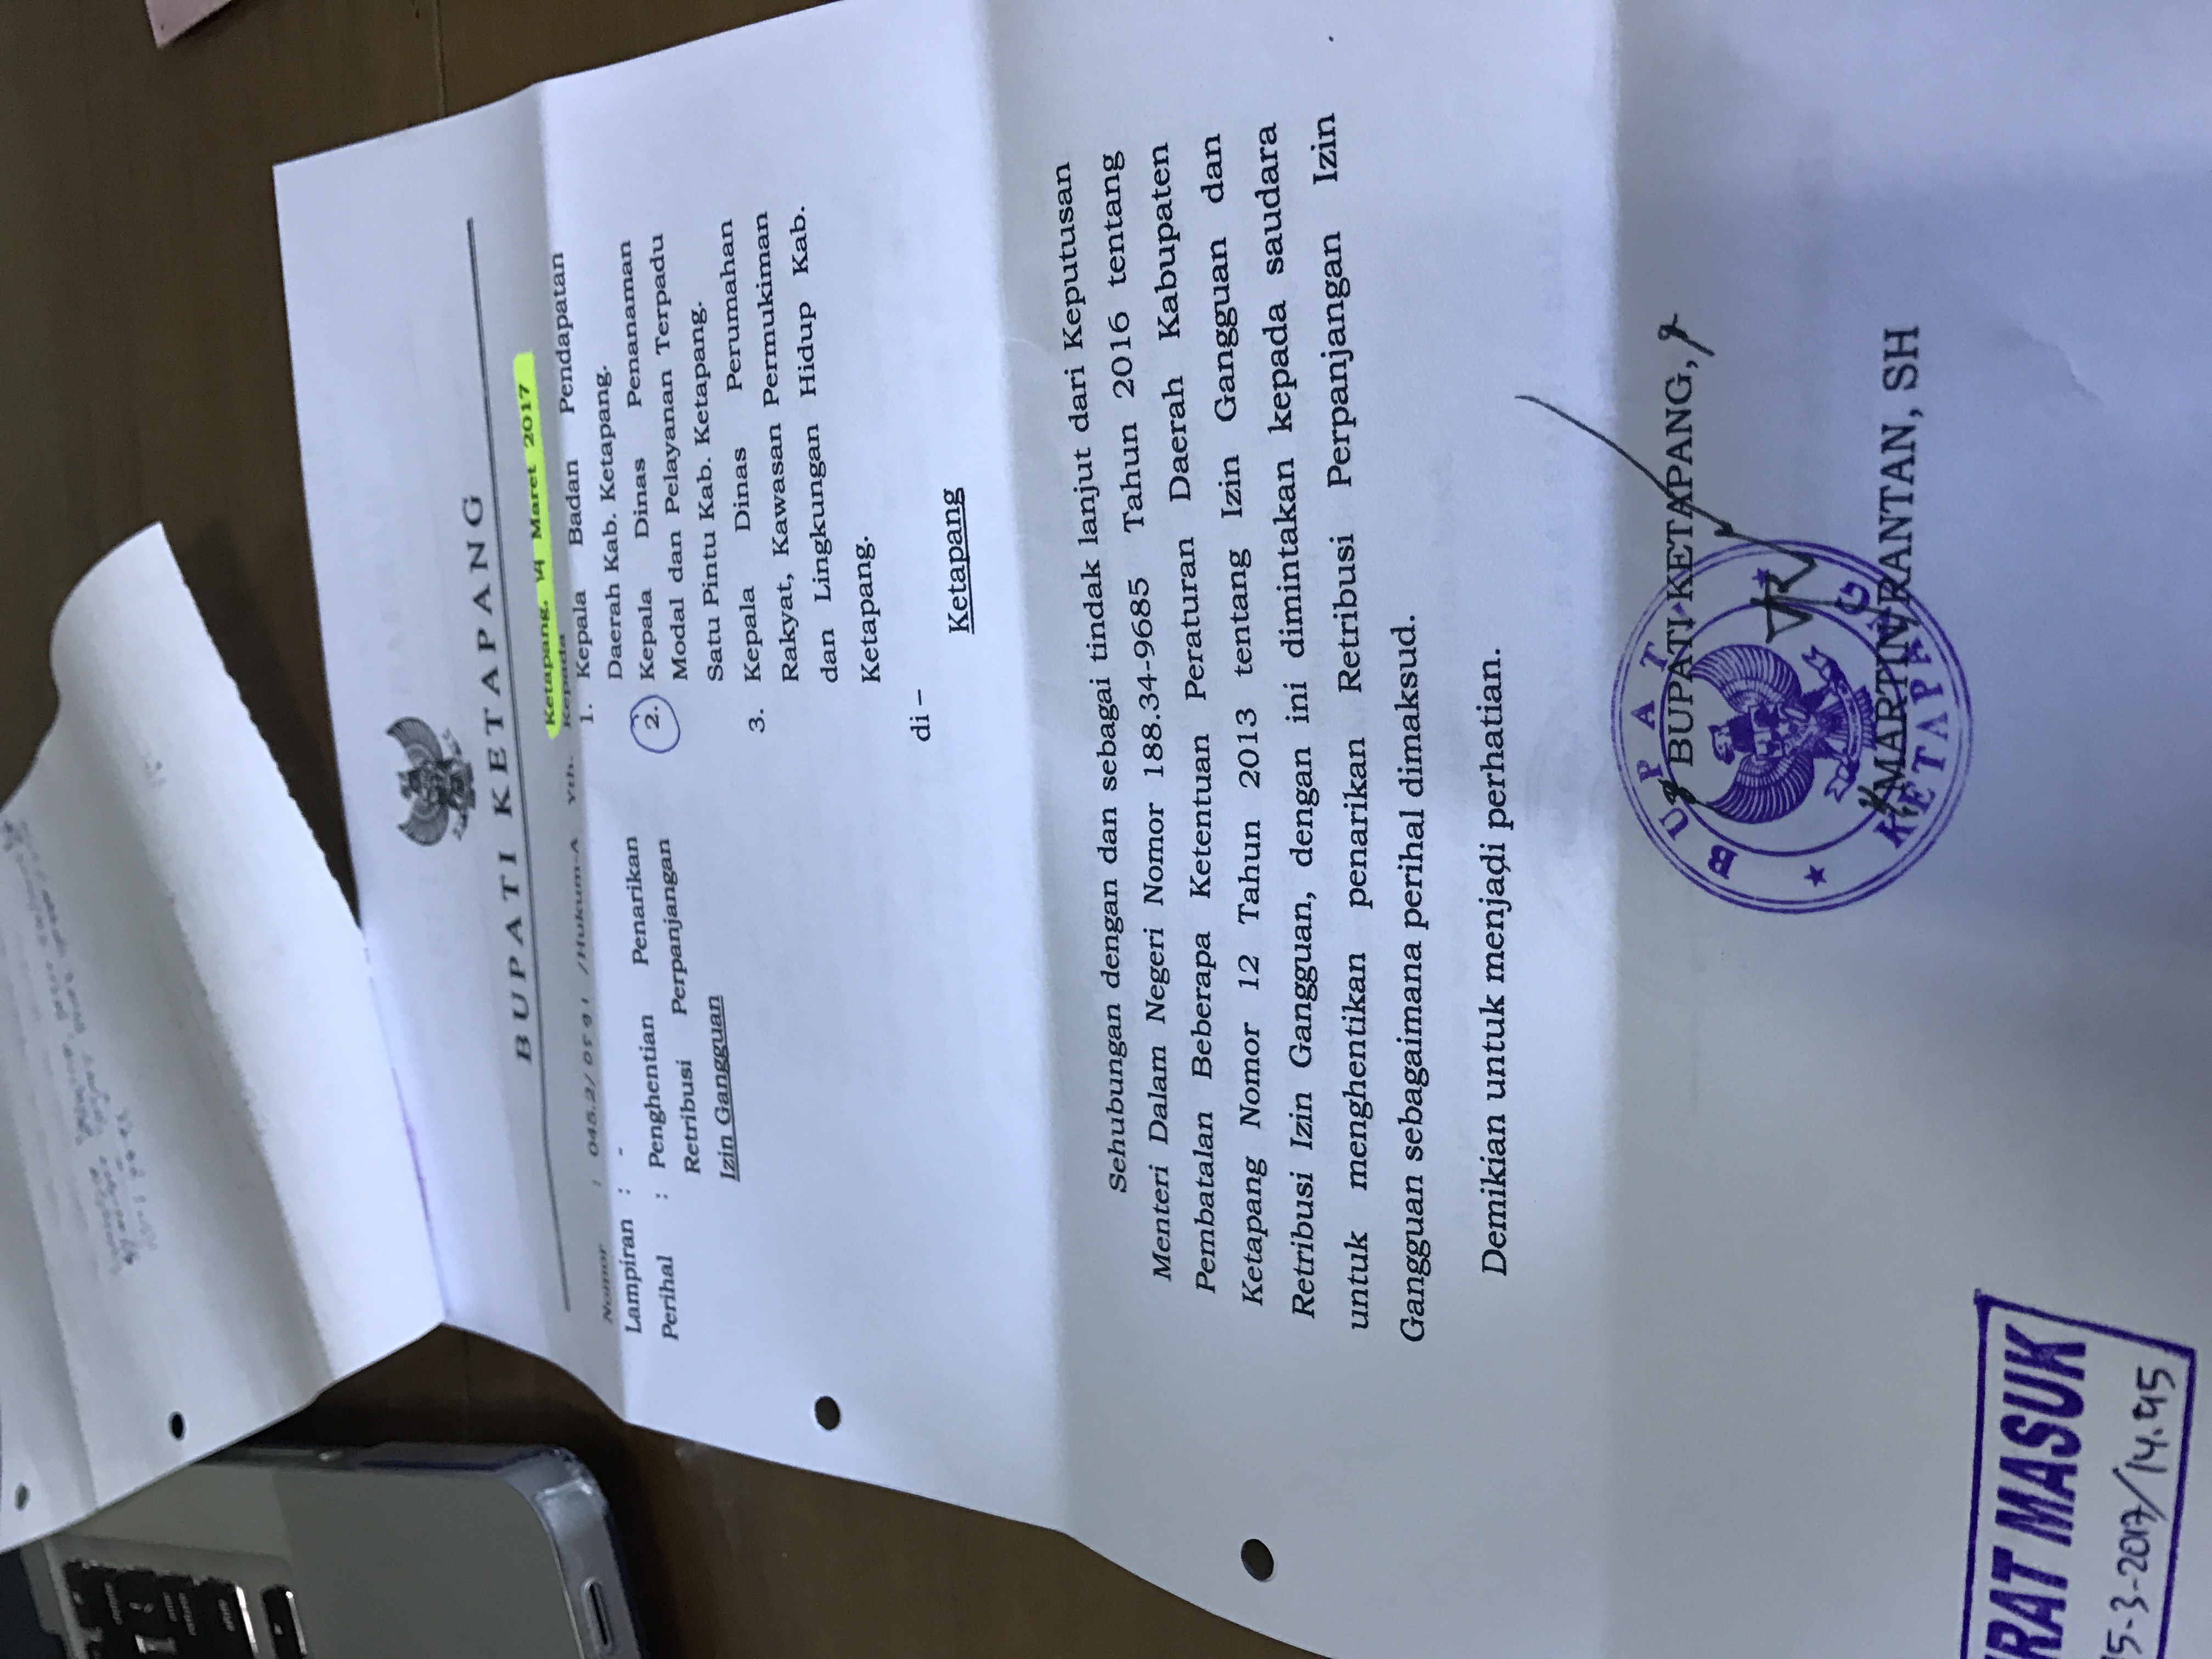 BUPATI KETAPANG
Ketapang, 14 Maret 2017
Nomor : 045.2/0591 /Hukum-A Yth. Kepada
Lampiran : -
Perihal : Penghentian Penarikan
Retribusi Perpanjangan
Izin Gangguan
1. Kepala Badan Pendapatan
Daerah Kab. Ketapang.
2. Kepala Dinas Penanaman
Modal dan Pelayanan Terpadu
Satu Pintu Kab. Ketapang.
3. Kepala Dinas Perumahan
Rakyat, Kawasan Permukiman
dan Lingkungan Hidup Kab.
Ketapang.
di –
Ketapang
Sehubungan dengan dan sebagai tindak lanjut dari Keputusan
Menteri Dalam Negeri Nomor 188.34-9685 Tahun 2016 tentang
Pembatalan Beberapa Ketentuan Peraturan Daerah Kabupaten
Ketapang Nomor 12 Tahun 2013 tentang Izin Gangguan dan
Retribusi Izin Gangguan, dengan ini dimintakan kepada saudara
untuk menghentikan penarikan Retribusi Perpanjangan Izin
Gangguan sebagaimana perihal dimaksud.
Demikian untuk menjadi perhatian.
BUPATI KETAPANG,
BUPATI
KETAPANG
MARTIN RANTAN, SH
RAT MASUK
15-3-2017/14.45